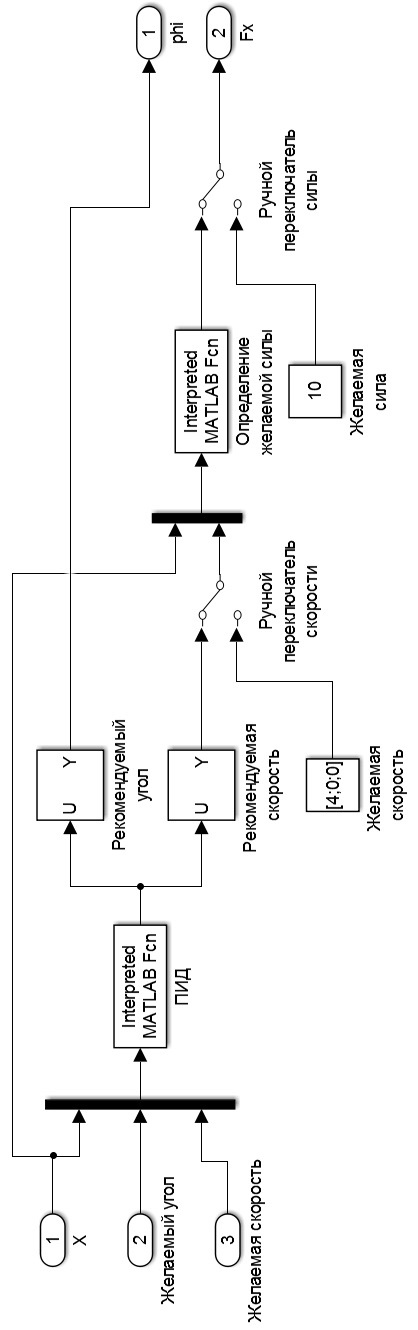 1
X
2
Желаемый угол
3
Желаемая скорость
Interpreted
MATLAB Fcn
ПИД
U Y
Рекомендуемый
угол
U Y
Рекомендуемая
скорость
[4;0;0]
Желаемая
скорость
Ручной
переключатель
скорости
Interpreted
MATLAB Fcn
Определение
желаемой силы
10
Желаемая
сила
Ручной
переключатель
силы
1
phi
2
Fx